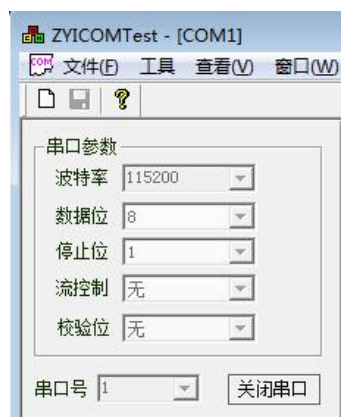 ZYICOMTest - [COM1]
COM 文件(F) 工具 查看(V) 窗口(W)
?
串口参数
波特率 115200
数据位 8
停止位 1
流控制 无
校验位 无
串口号 1 关闭串口